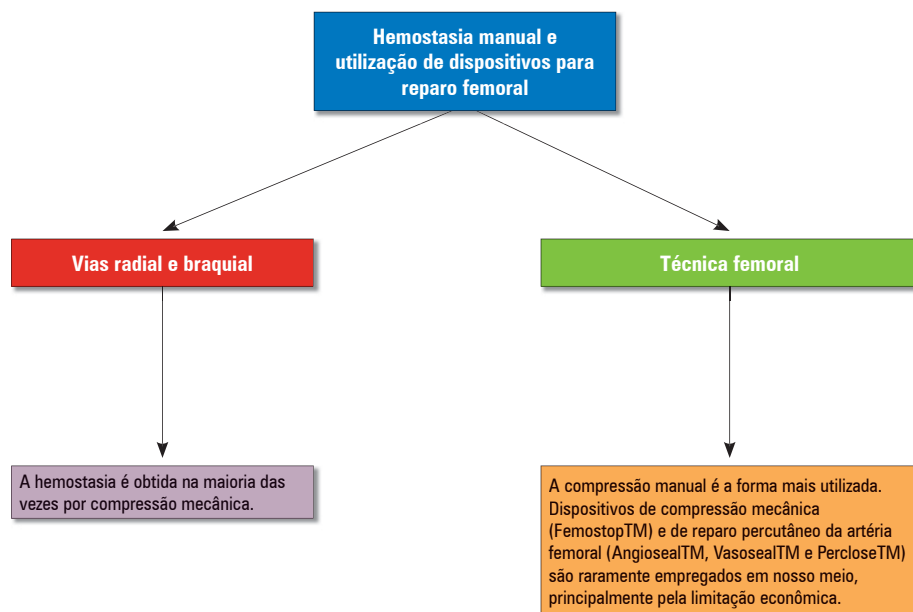 Hemostasia manual e
utilização de dispositivos para
reparo femoral
Vias radial e braquial
Técnica femoral
A hemostasia é obtida na maioria das
vezes por compressão mecânica.
A compressão manual é a forma mais utilizada.
Dispositivos de compressão mecânica
(FemostopTM) e de reparo percutâneo da artéria
femoral (AngiosealTM, VasosealTM e PercloseTM)
são raramente empregados em nosso meio,
principalmente pela limitação econômica.